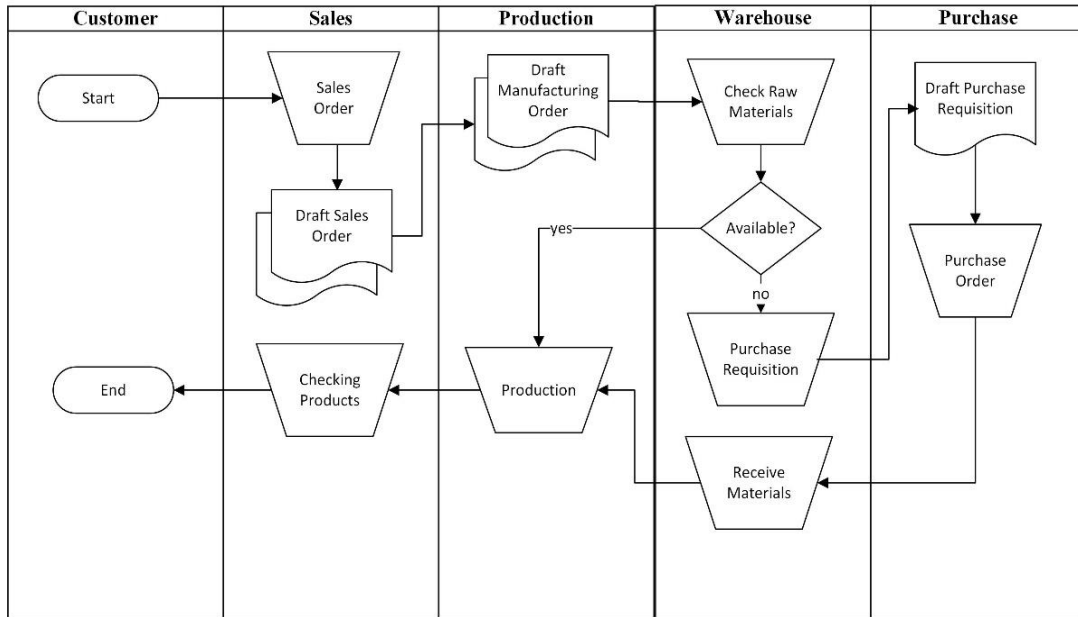 Customer
Sales
Production
Warehouse
Purchase
Start
Sales
Order
Draft
Manufacturing
Order
Check Raw
Materials
Draft Purchase
Requisition
Draft Sales
Order
yes
Available?
no
Purchase
Order
End
Checking
Products
Production
Purchase
Requisition
Receive
Materials